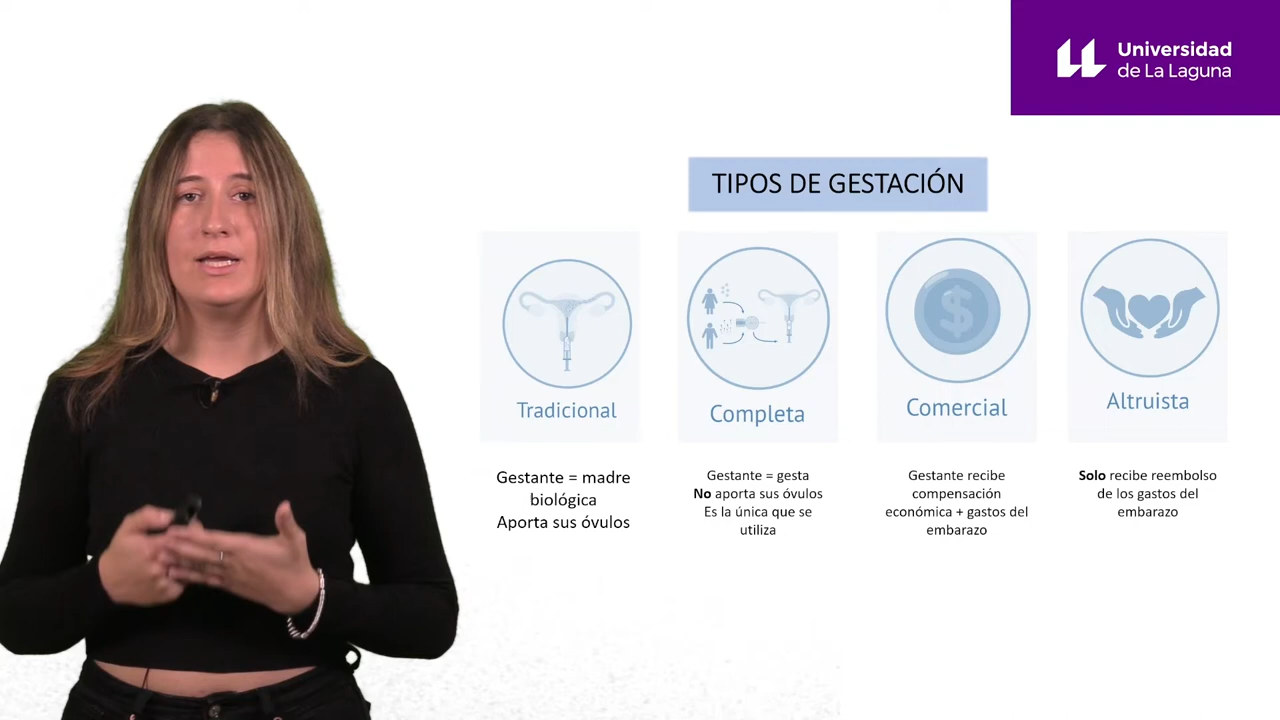 Universidad
de La Laguna
TIPOS DE GESTACIÓN
Tradicional
Completa
Comercial
Altruista
Gestante = madre
biológica
Aporta sus óvulos
Gestante = gesta
No aporta sus óvulos
Es la única que se
utiliza
Gestante recibe
compensación
económica + gastos del
embarazo
Solo recibe reembolso
de los gastos del
embarazo